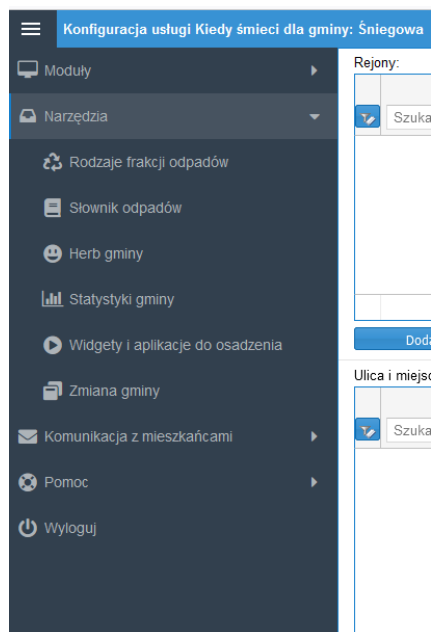 Konfiguracja usługi Kiedy śmieci dla gminy: Śniegowa
Moduły
Narzędzia
Rodzaje frakcji odpadów
Słownik odpadów
Herb gminy
Statystyki gminy
Widgety i aplikacje do osadzenia
Zmiana gminy
Komunikacja z mieszkańcami
Pomoc
Wyloguj
Rejony:
Szuka
Doda
Ulica i miejsc
Szuka